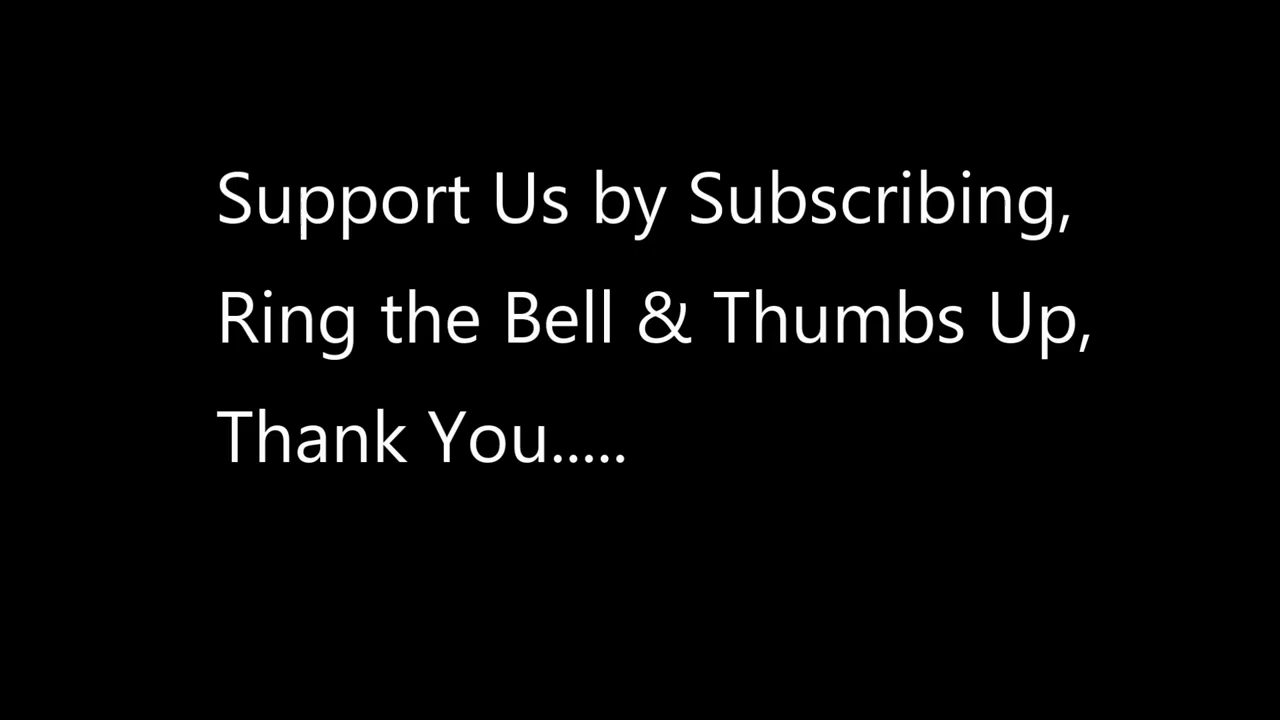 Support Us by Subscribing,
Ring the Bell & Thumbs Up,
Thank You.....